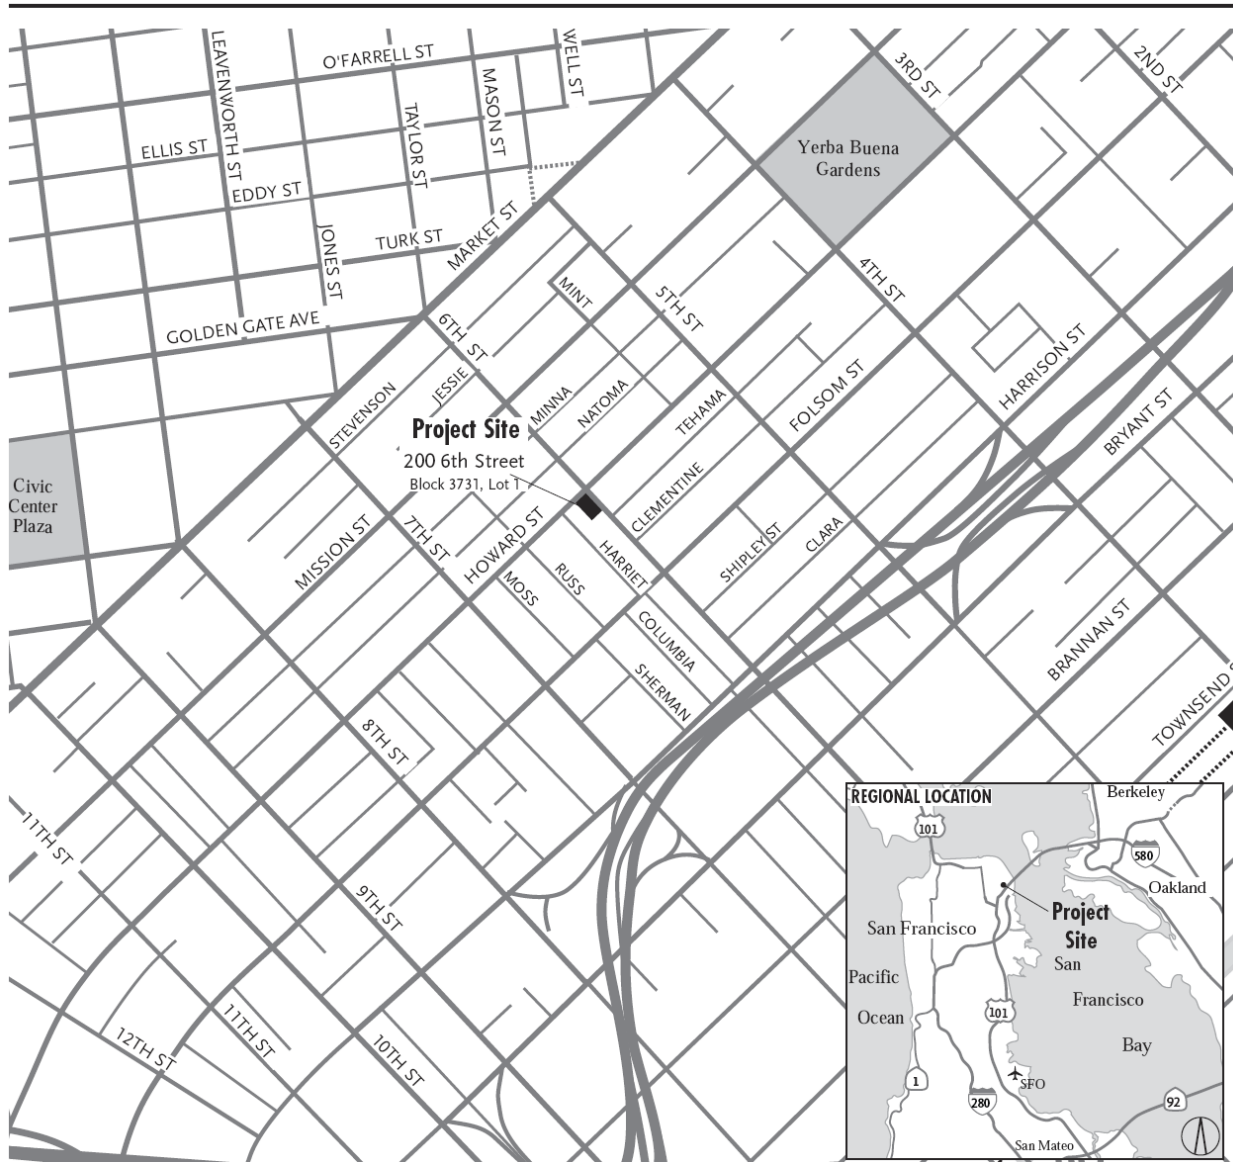 LEAVENWORTH ST
O'FARRELL ST
WELL ST
MASON ST
TAYLOR ST
3RD ST
2ND ST
ELLIS ST
EDDY ST
JONES ST
TURK ST
MARKET ST
Yerba Buena
Gardens
GOLDEN GATE AVE
6TH ST
MINT
5TH ST
4TH ST
STEVENSON
JESSIE
MINNA
NATOMA
TEHAMA
FOLSOM ST
HARRISON ST
BRYANT ST
Project Site
200 6th Street
Block 3731, Lot 1
Civic
Center
Plaza
MISSION ST
7TH ST
HOWARD ST
MOSS
RUSS
HARRIET
CLEMENTINE
SHIPLEY ST
CLARA
COLUMBIA
SHERMAN
BRANNAN ST
TOWNSEND S
8TH ST
11TH ST
9TH ST
11TH ST
12TH ST
10TH ST
REGIONAL LOCATION
Berkeley
101
580
Oakland
Project
Site
San Francisco
San
Francisco
Bay
Pacific
Ocean
101
1
280
SFO
92
San Mateo